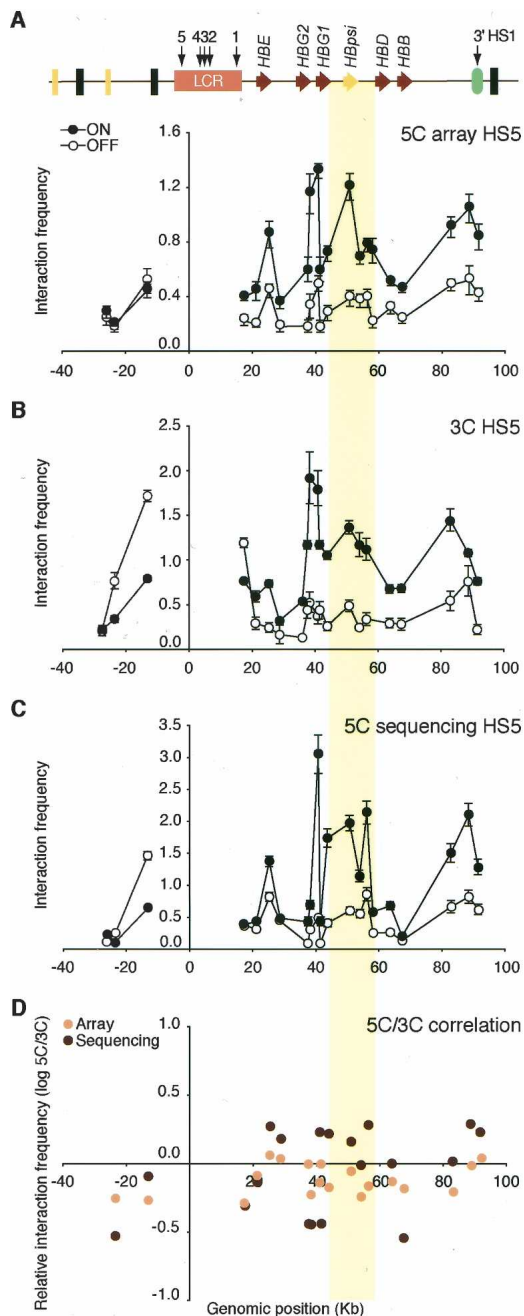 A
5 4 3 2 1
HBE HBG2 HBG1 HBpsi HBD HBB
3' HS1
LCR
ON
OFF
5C array HS5
Interaction frequency
1.6
1.2
0.8
0.4
0.0
-40 -20 0 20 40 60 80 100
B
3C HS5
Interaction frequency
2.5
2.0
1.5
1.0
0.5
0.0
-40 -20 0 20 40 60 80 100
C
5C sequencing HS5
Interaction frequency
3.5
3.0
2.5
2.0
1.5
1.0
0.5
0.0
-40 -20 0 20 40 60 80 100
D
Array
Sequencing
5C/3C correlation
Relative interaction frequency (log 5C/3C)
1.0
0.5
0.0
-0.5
-1.0
-40 -20 0 20 40 60 80 100
Genomic position (Kb)